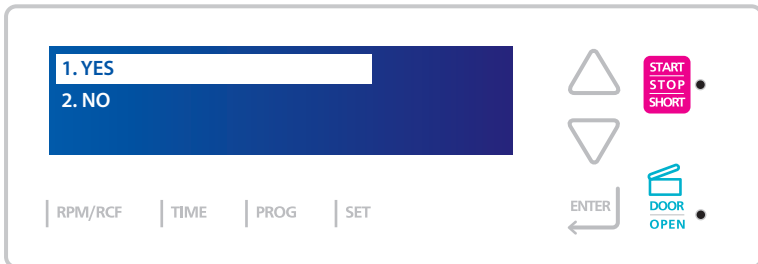 1. YES
2. NO
START
STOP
SHORT
RPM/RCF
TIME
PROG
SET
ENTER
DOOR
OPEN